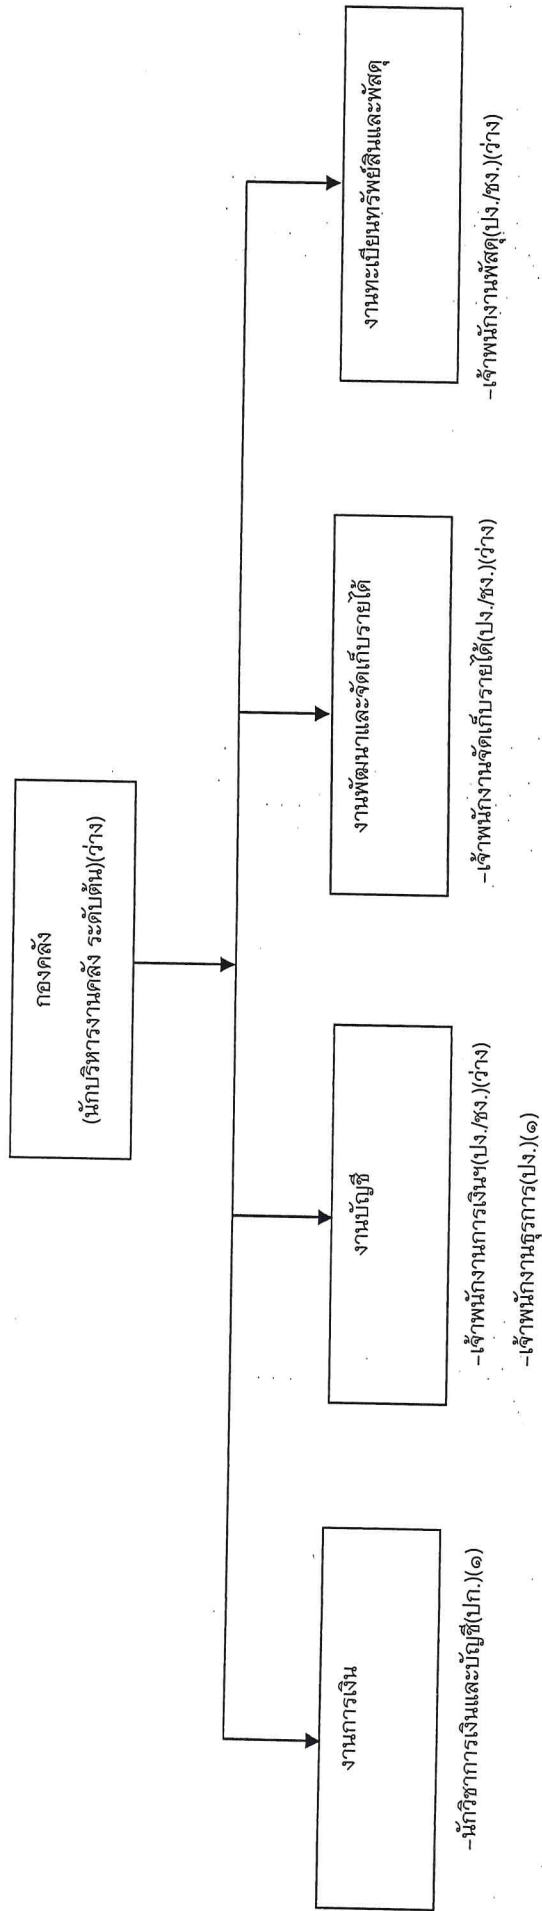 กองคลัง
(นักบริหารงานคลัง ระดับต้น)(ว่าง)
งานการเงิน
งานบัญชี
งานพัฒนาและจัดเก็บรายได้
งานทะเบียนทรัพย์สินและพัสดุ
–นักวิชาการเงินและบัญชี(ปก.)(๑)
–เจ้าพนักงานการเงินฯ(ปง./ชง.)(ว่าง)
–เจ้าพนักงานธุรการ(ปง.)(๑)
–เจ้าพนักงานจัดเก็บรายได้(ปง./ชง.)(ว่าง)
–เจ้าพนักงานพัสดุ(ปง./ชง.)(ว่าง)